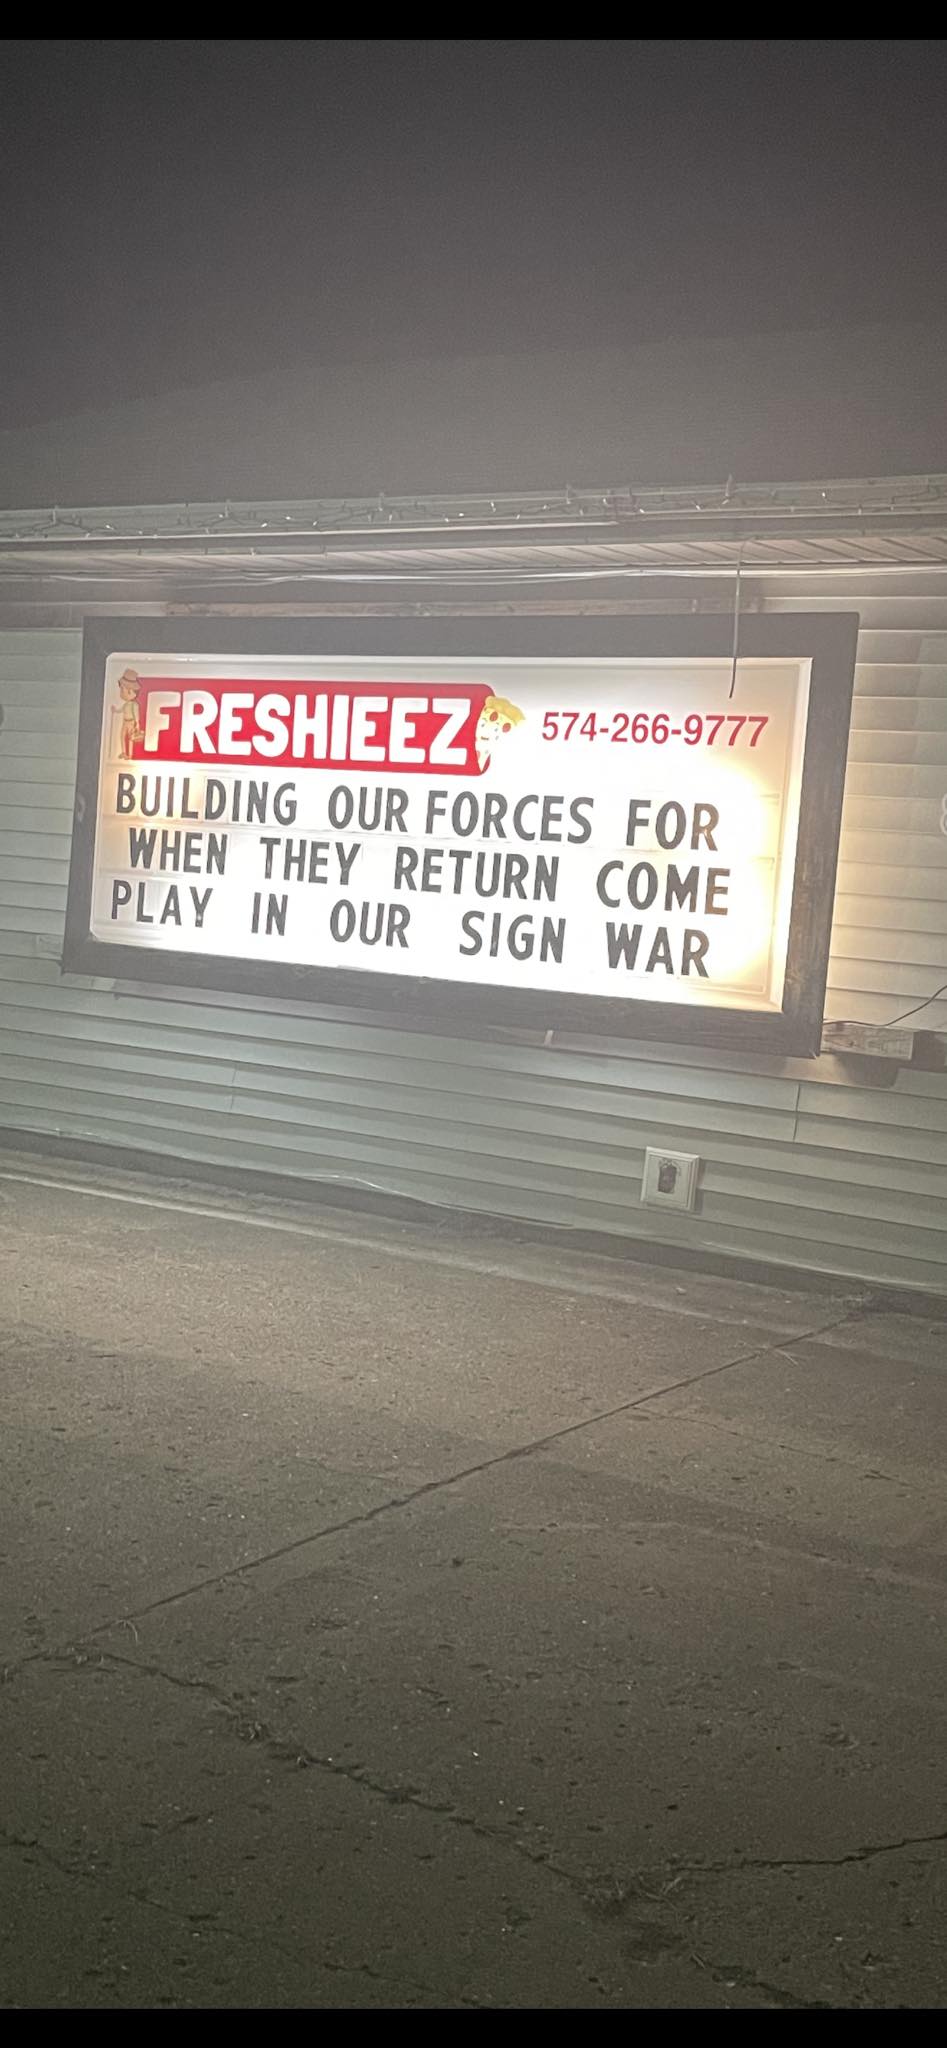 FRESHIEEZ 574-266-9777
BUILDING OUR FORCES FOR
WHEN THEY RETURN COME
PLAY IN OUR SIGN WAR